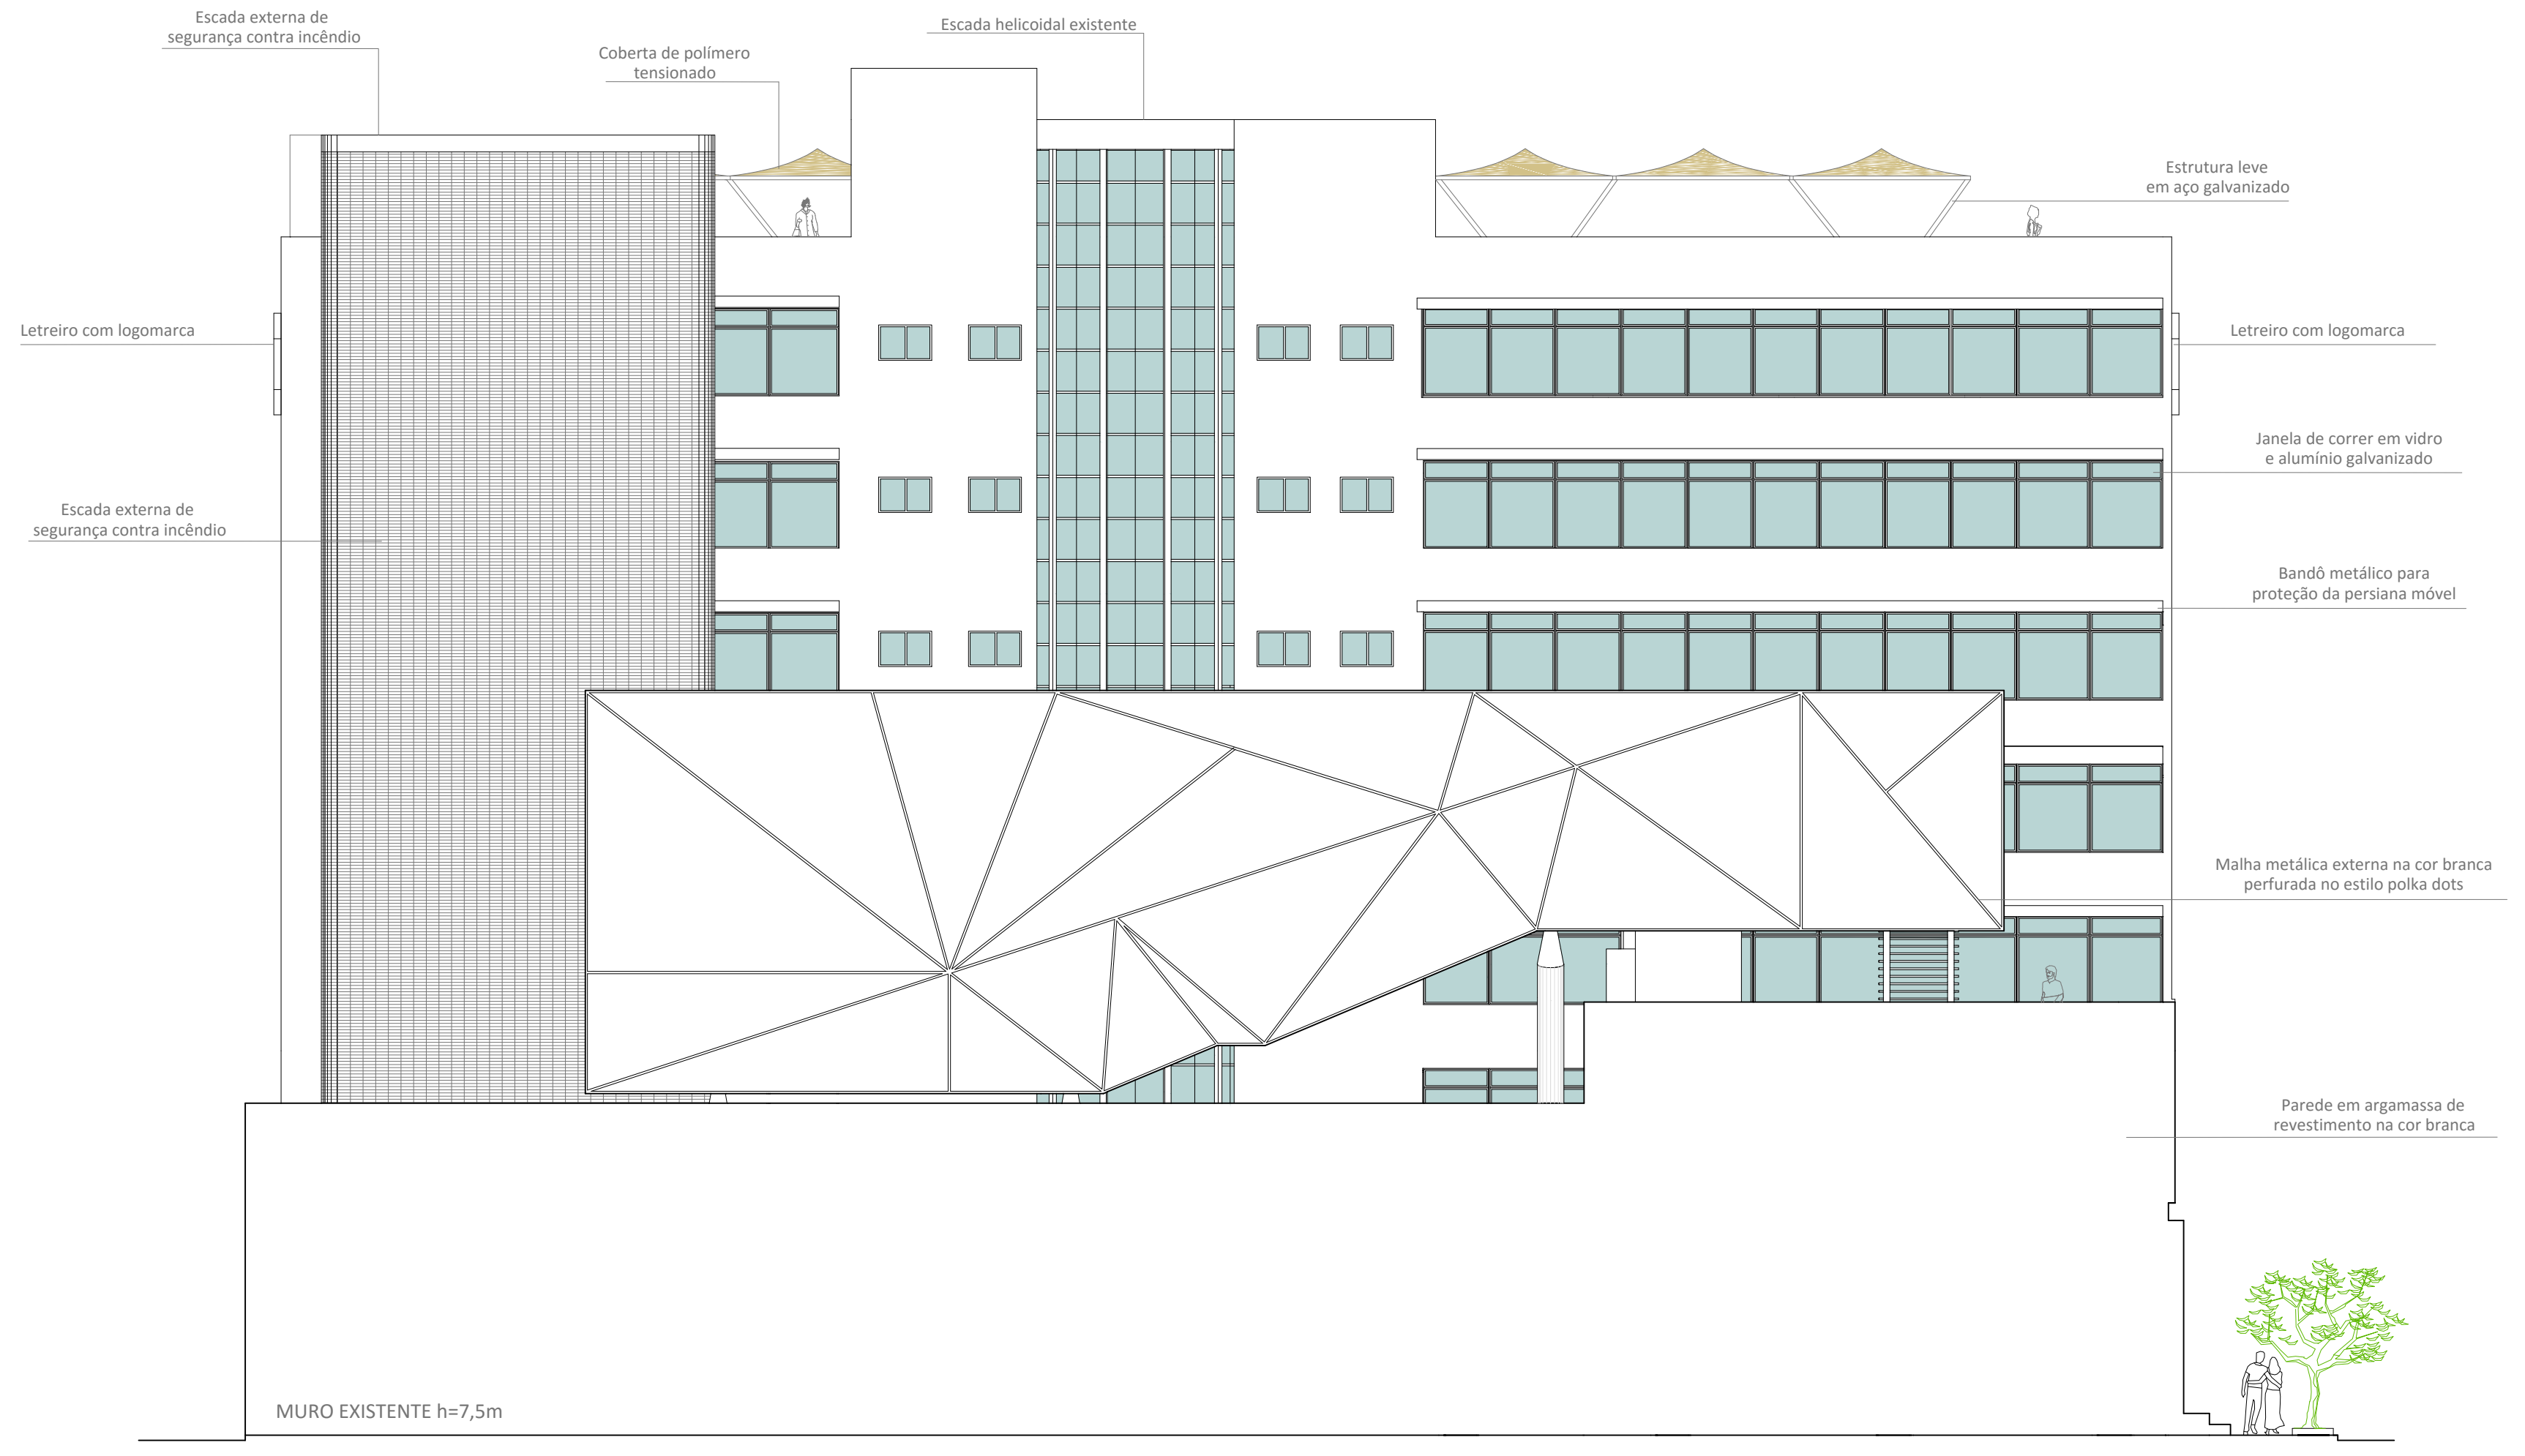 Escada externa de
segurança contra incêndio
Escada helicoidal existente
Coberta de polímero
tensionado
Estrutura leve
em aço galvanizado
Letreiro com logomarca
Letreiro com logomarca
Janela de correr em vidro
e alumínio galvanizado
Escada externa de
segurança contra incêndio
Bandô metálico para
proteção da persiana móvel
Malha metálica externa na cor branca
perfurada no estilo polka dots
Parede em argamassa de
revestimento na cor branca
MURO EXISTENTE h=7,5m